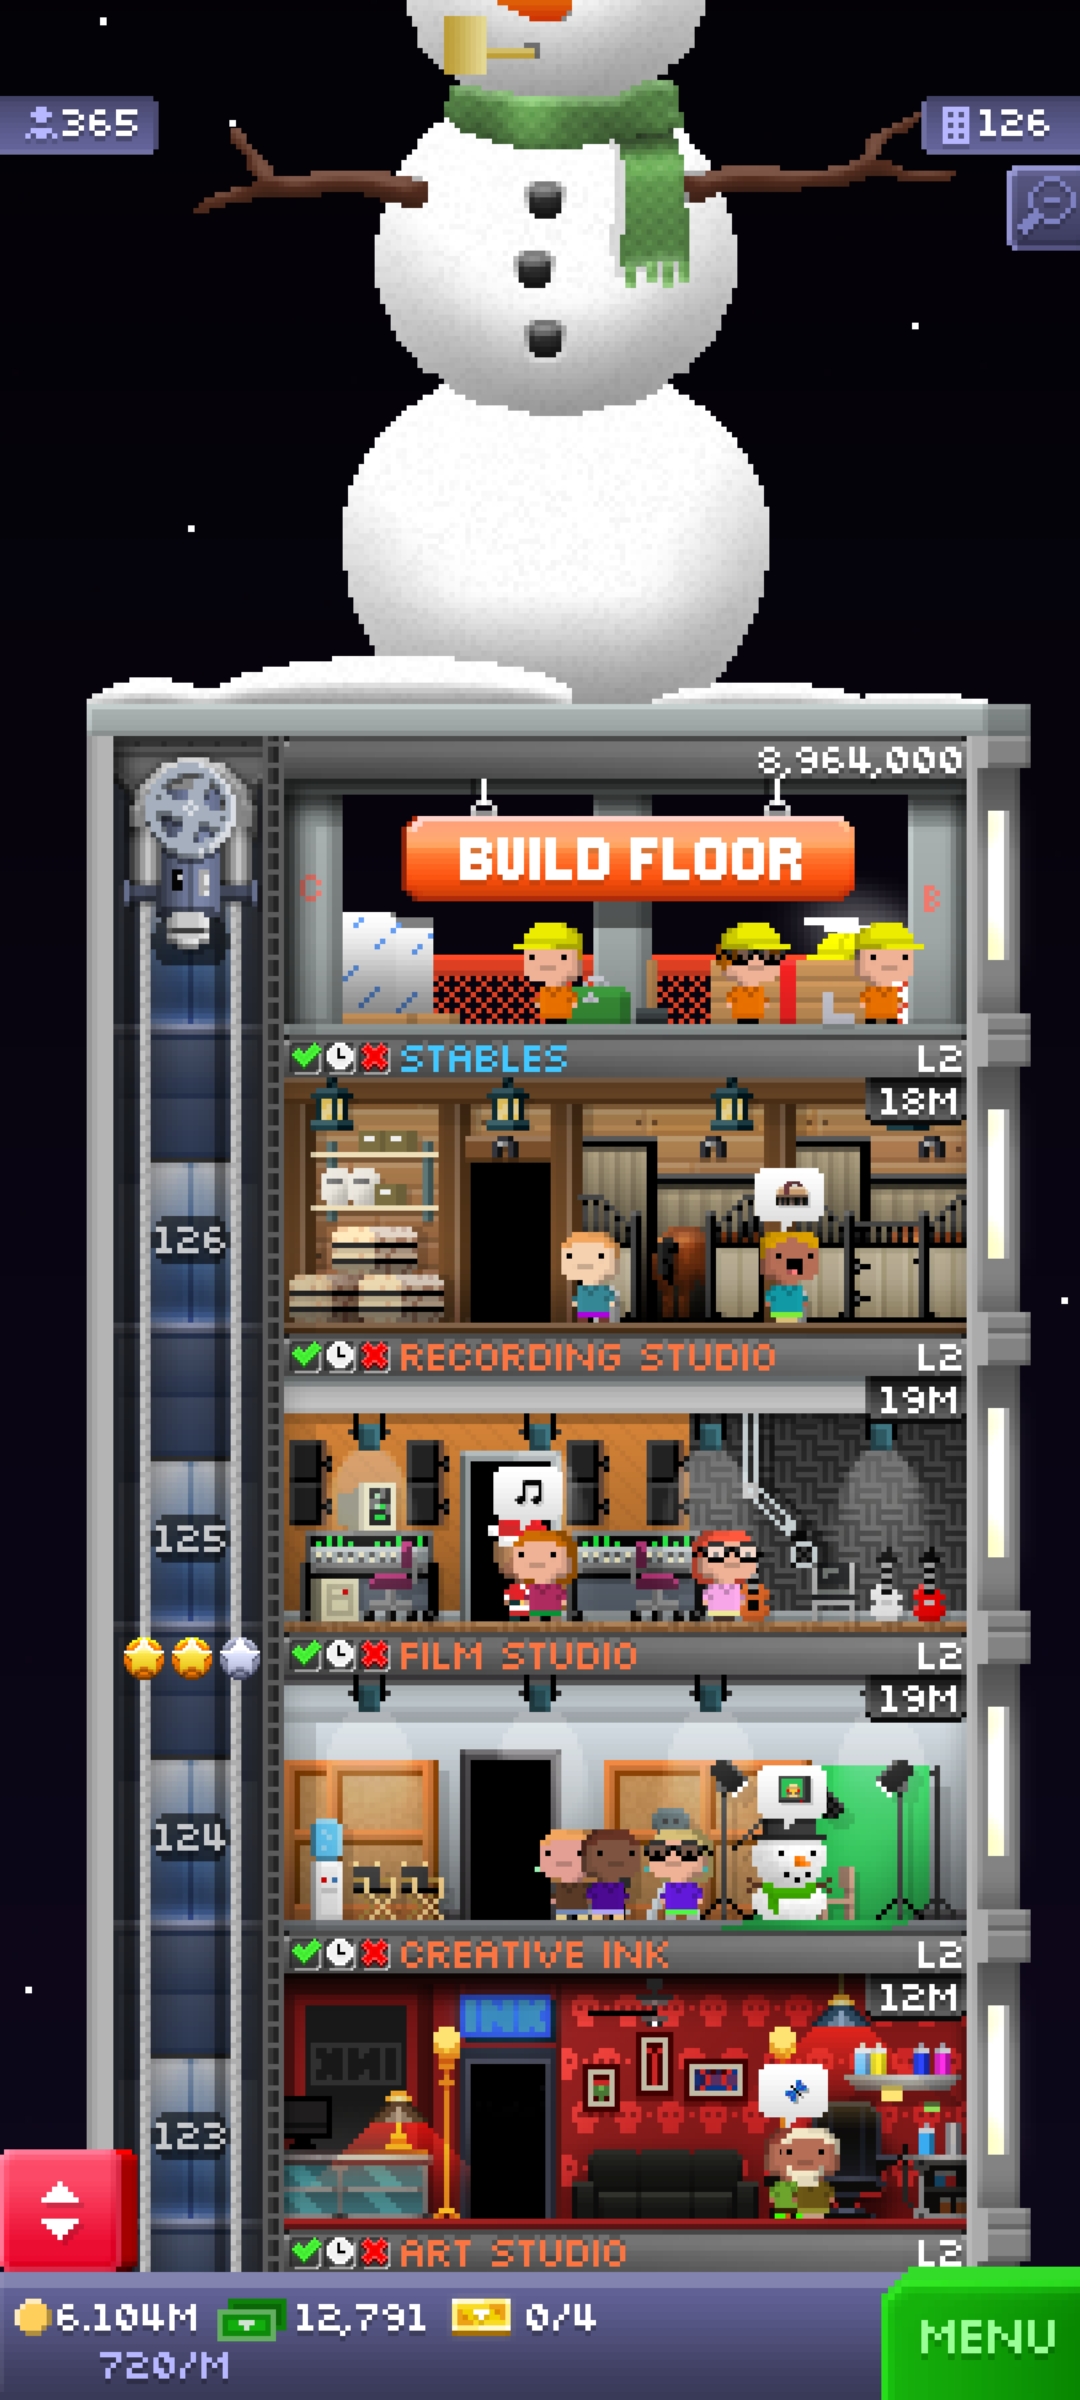 365
126
8,964,000
BUILD FLOOR
C
B
STABLES L2
18M
126
RECORDING STUDIO L2
19M
125
FILM STUDIO L2
19M
124
CREATIVE INK L2
12M
INK
123
ART STUDIO L2
6.104M 12,791 0/4
720/M
MENU